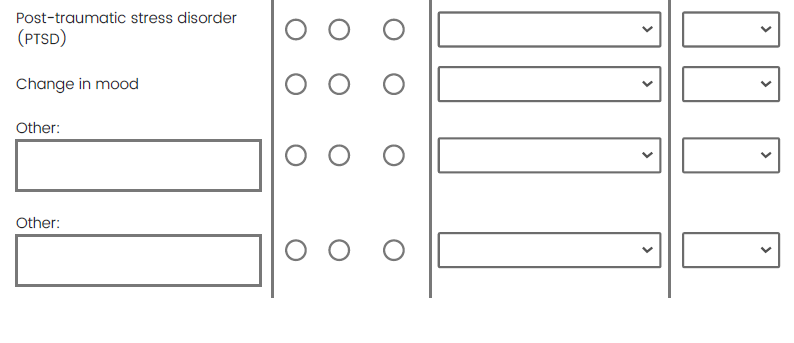 Post-traumatic stress disorder
(PTSD)
Change in mood
Other:
Other: